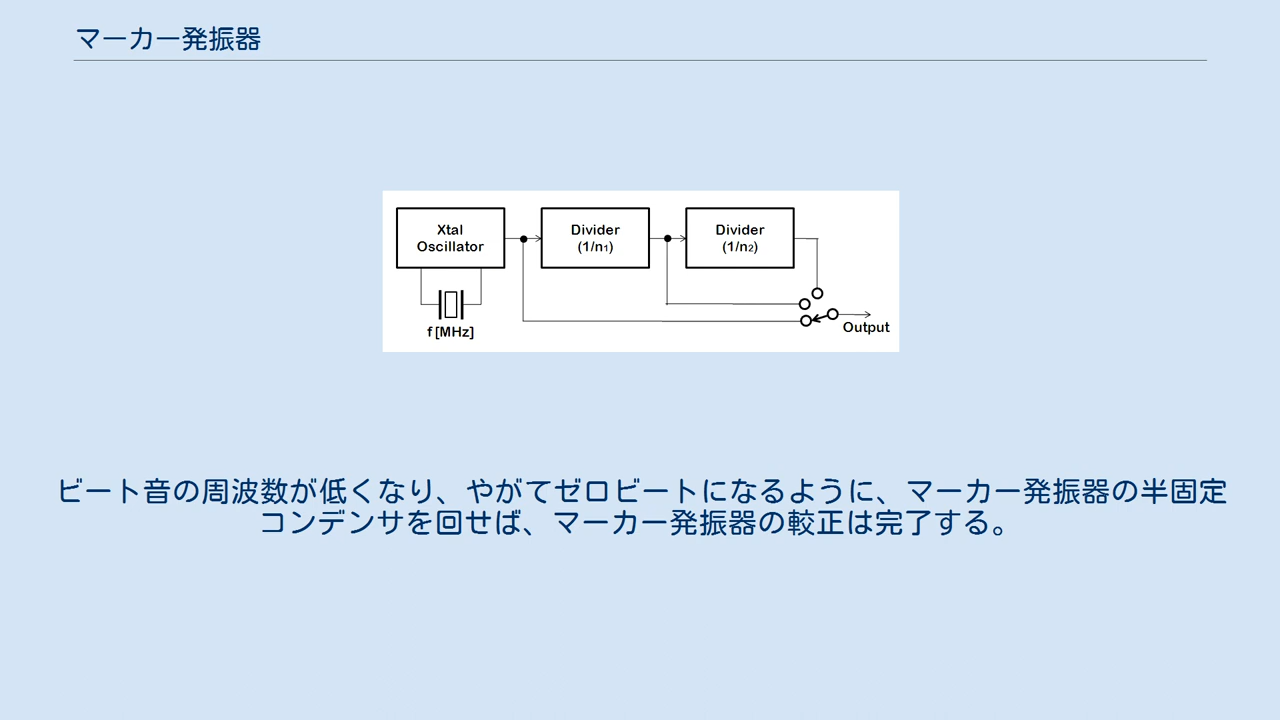 マーカー発振器
Xtal
Oscillator
Divider
(1/n₁)
Divider
(1/n₂)
f [MHz]
Output
ビート音の周波数が低くなり、やがてゼロビートになるように、マーカー発振器の半固定
コンデンサを回せば、マーカー発振器の較正は完了する。